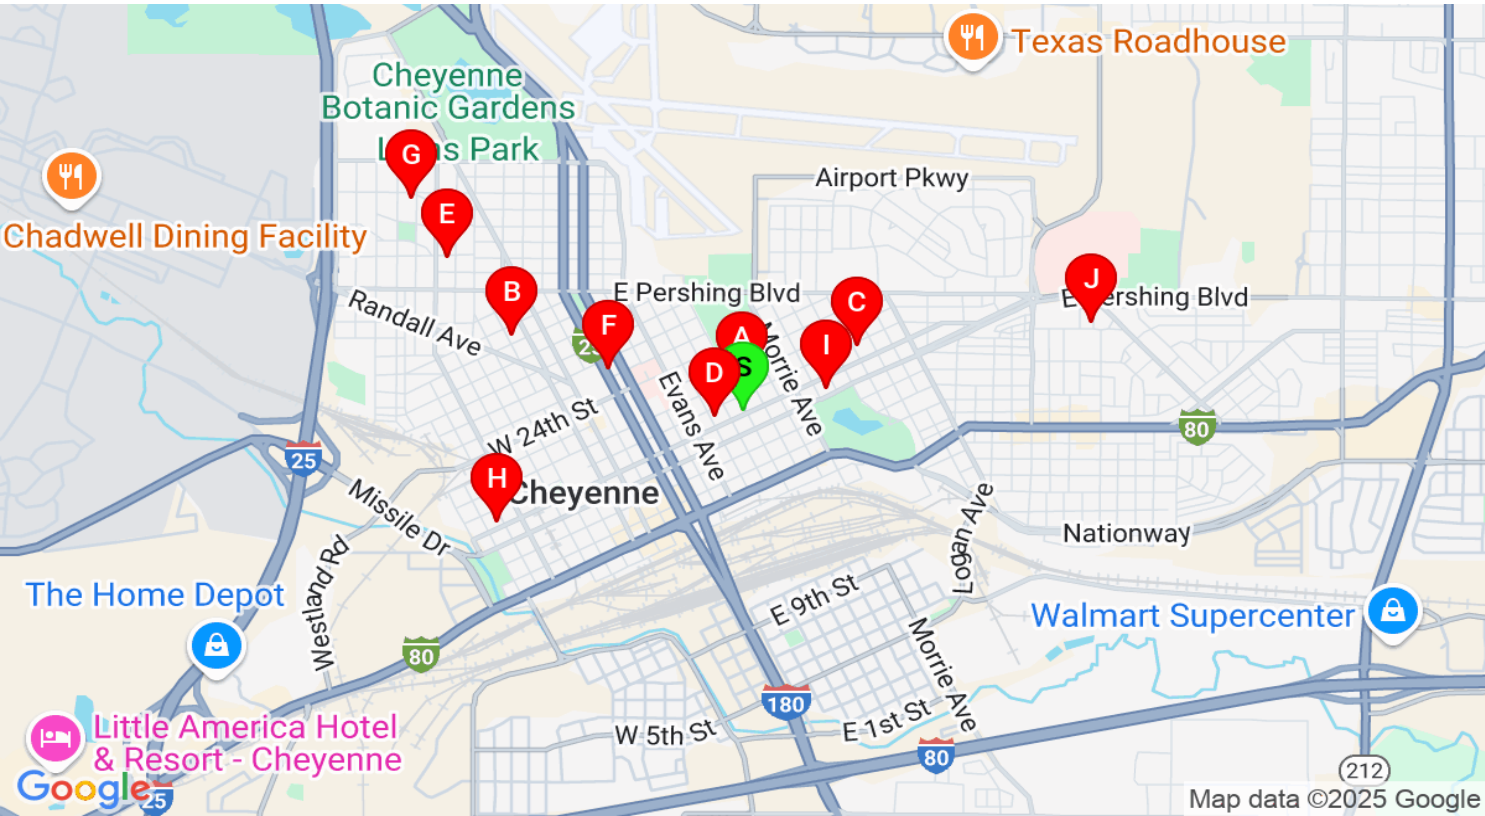 Texas Roadhouse
Cheyenne
Botanic Gardens
L
as Park
G
Airport Pkwy
E
Chadwell Dining Facility
B
E Pershing Blvd
C
J
E
ershing Blvd
Randall Ave
F
25
A
Morrie Ave
I
S
D
Evans Ave
W 24th St
80
25
H
Cheyenne
Missile Dr
Logan Ave
Nationway
Westland Rd
The Home Depot
E 9th St
Walmart Supercenter
80
Morrie Ave
180
Little America Hotel
& Resort - Cheyenne
W 5th St
E 1st St
80
212
Google
25
Map data ©2025 Google